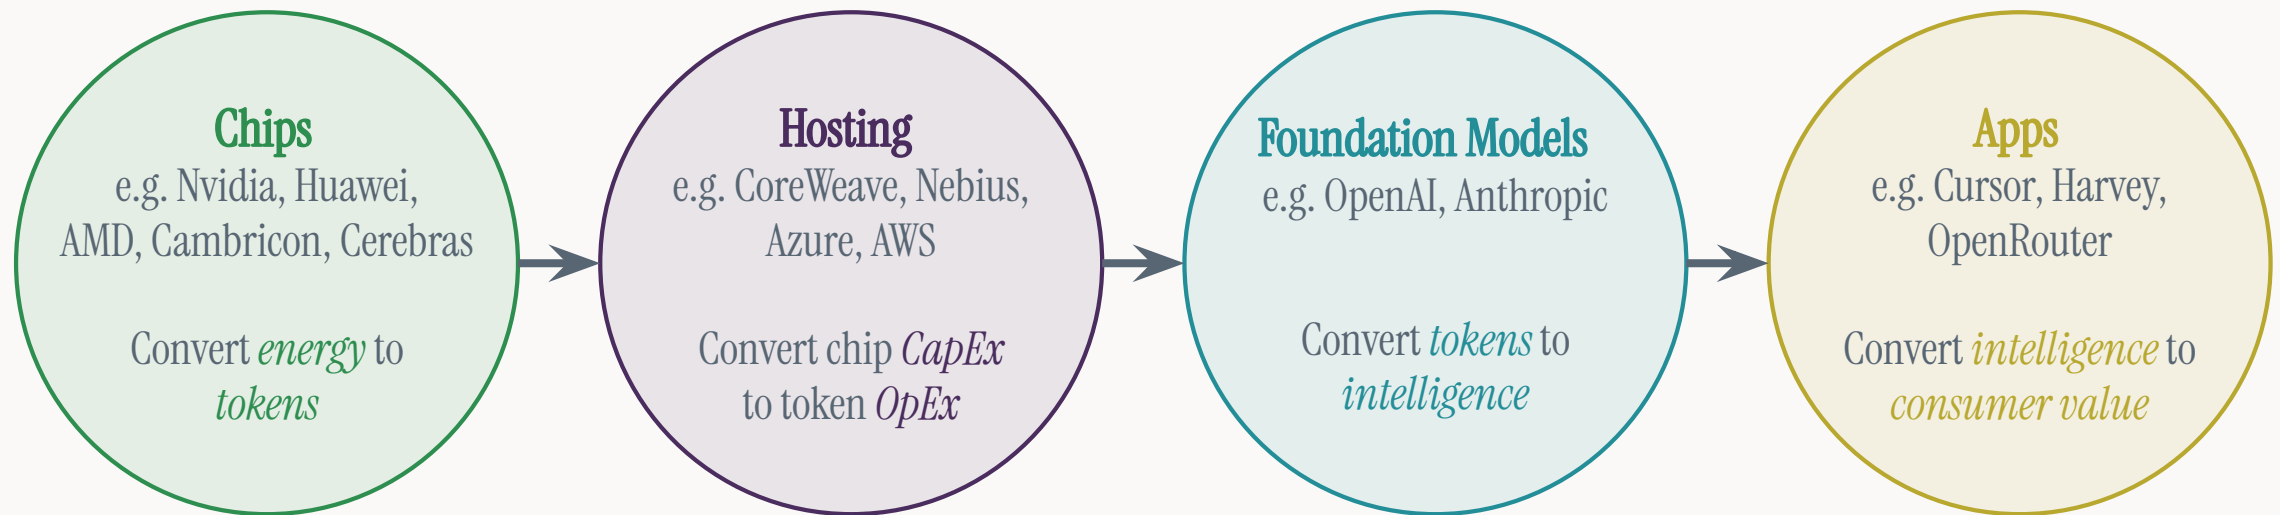 Chips
e.g. Nvidia, Huawei,
AMD, Cambricon, Cerebras
Convert energy to
tokens
Hosting
e.g. CoreWeave, Nebius,
Azure, AWS
Convert chip CapEx
to token OpEx
Foundation Models
e.g. OpenAI, Anthropic
Convert tokens to
intelligence
Apps
e.g. Cursor, Harvey,
OpenRouter
Convert intelligence to
consumer value